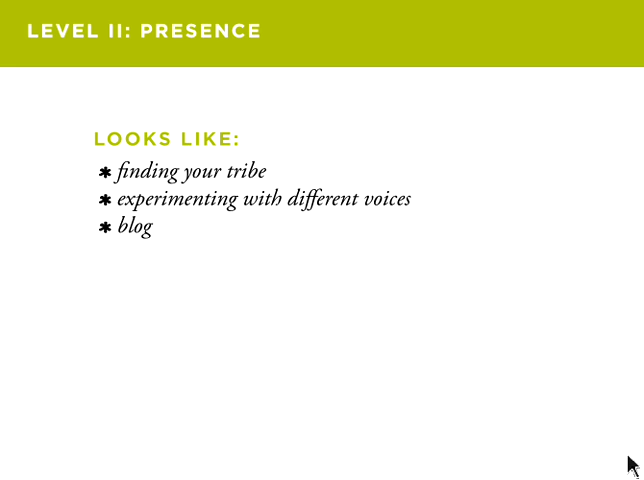 LEVEL II: PRESENCE
LOOKS LIKE:
✱ finding your tribe
✱ experimenting with different voices
✱ blog